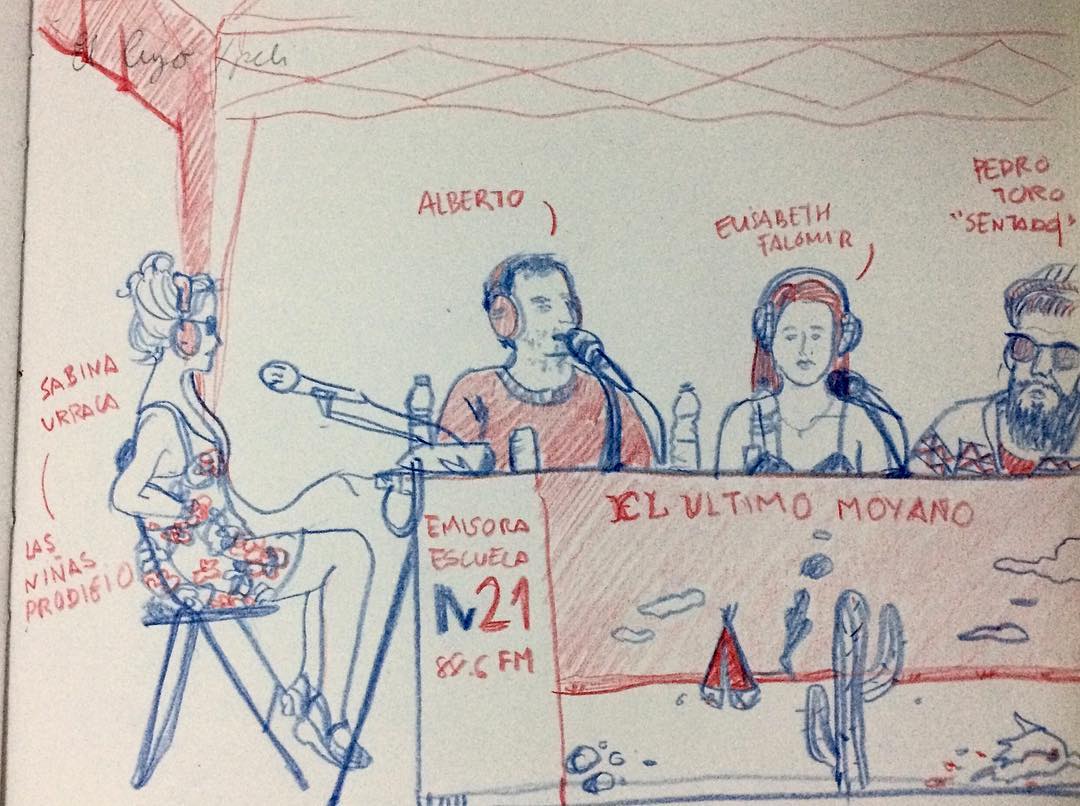 ALBERTO
ELISABETH
FALOMIR
PEDRO
TORO
"SENTADO"
SABINA
URRACA
LAS
NIÑAS
PRODIGIO
EMISORA
ESCUELA
M21
88.6 FM
EL ULTIMO MOYANO